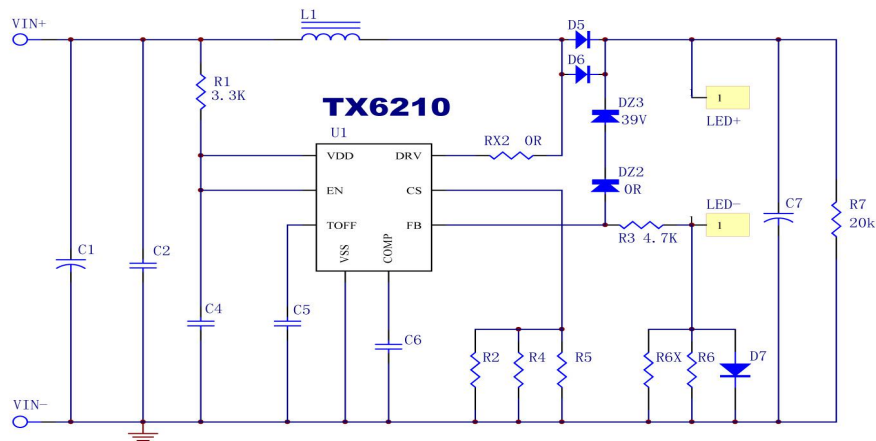 VIN+
L1
D5
D6
R1
3.3K
TX6210
U1
VDD
DRV
EN
CS
TOFF
FB
VSS
COMP
RX2 0R
DZ3
39V
DZ2
0R
R3 4.7K
1
LED+
LED-
1
C7
R7
20k
C1
C2
C4
C5
C6
R2
R4
R5
R6X
R6
D7
VIN-